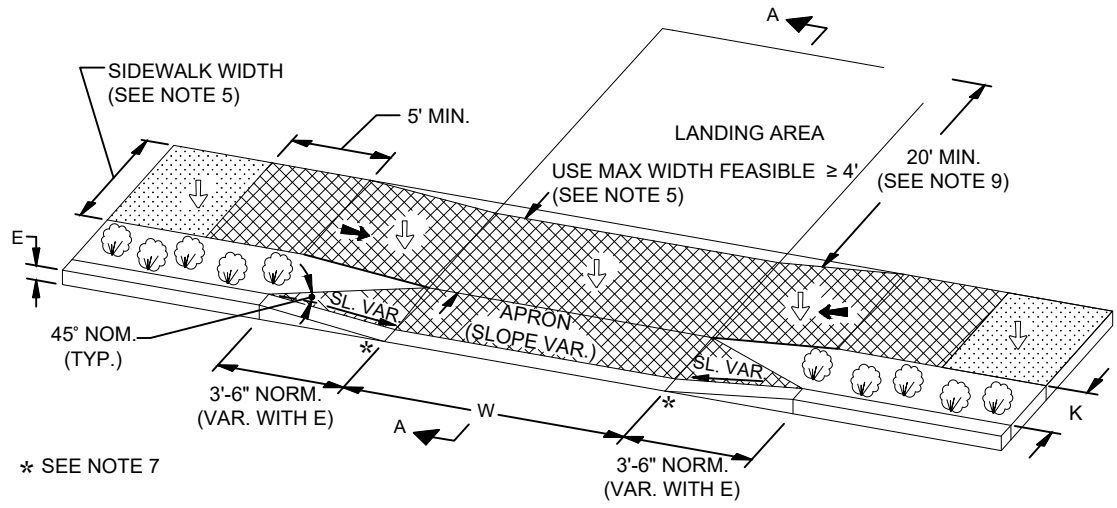 A
SIDEWALK WIDTH
(SEE NOTE 5)
5' MIN.
LANDING AREA
USE MAX WIDTH FEASIBLE ≥ 4'
(SEE NOTE 5)
20' MIN.
(SEE NOTE 9)
E
45° NOM.
(TYP.)
SL. VAR.
APRON
(SLOPE VAR.)
SL. VAR
*
*
3'-6" NORM.
(VAR. WITH E)
W
A
K
3'-6" NORM.
(VAR. WITH E)
* SEE NOTE 7